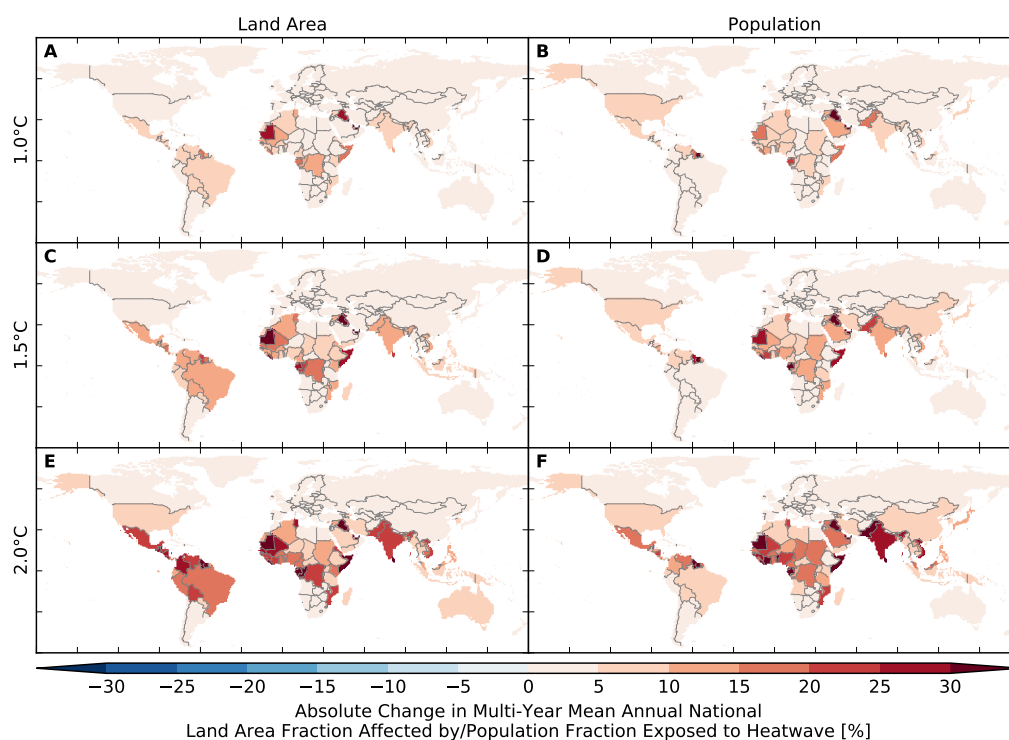 Land Area
Population
A
B
1.0°C
C
D
1.5°C
E
F
2.0°C
−30 −25 −20 −15 −10 −5 0 5 10 15 20 25 30
Absolute Change in Multi-Year Mean Annual National
Land Area Fraction Affected by/Population Fraction Exposed to Heatwave [%]